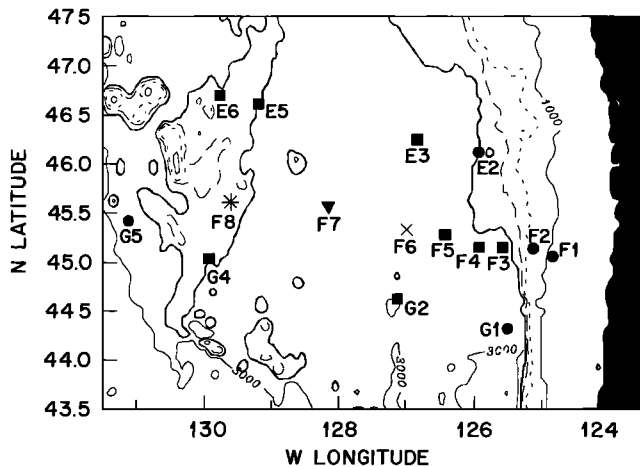 47.5
47.0
46.5
46.0
45.5
45.0
44.5
44.0
43.5
N LATITUDE
1000
E6
E5
E3
E2
F8
F7
F6
F5
F4
F3
F2
F1
G5
G4
G2
G1
3000
3000
3000
130
128
126
124
W LONGITUDE